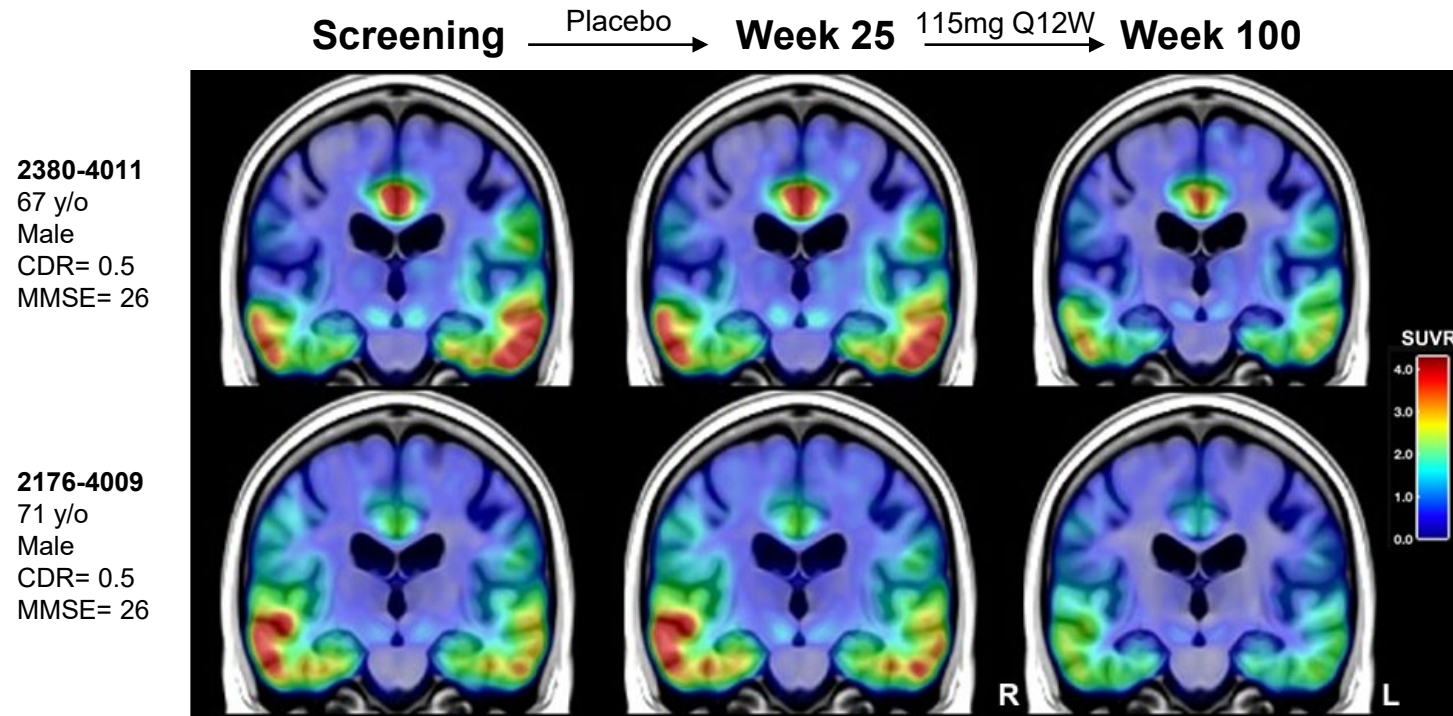 Screening
Placebo
Week 25
115mg Q12W
Week 100
2380-4011
67 y/o
Male
CDR= 0.5
MMSE= 26
SUVR
4.0
3.0
2.0
1.0
0.0
2176-4009
71 y/o
Male
CDR= 0.5
MMSE= 26
R
L